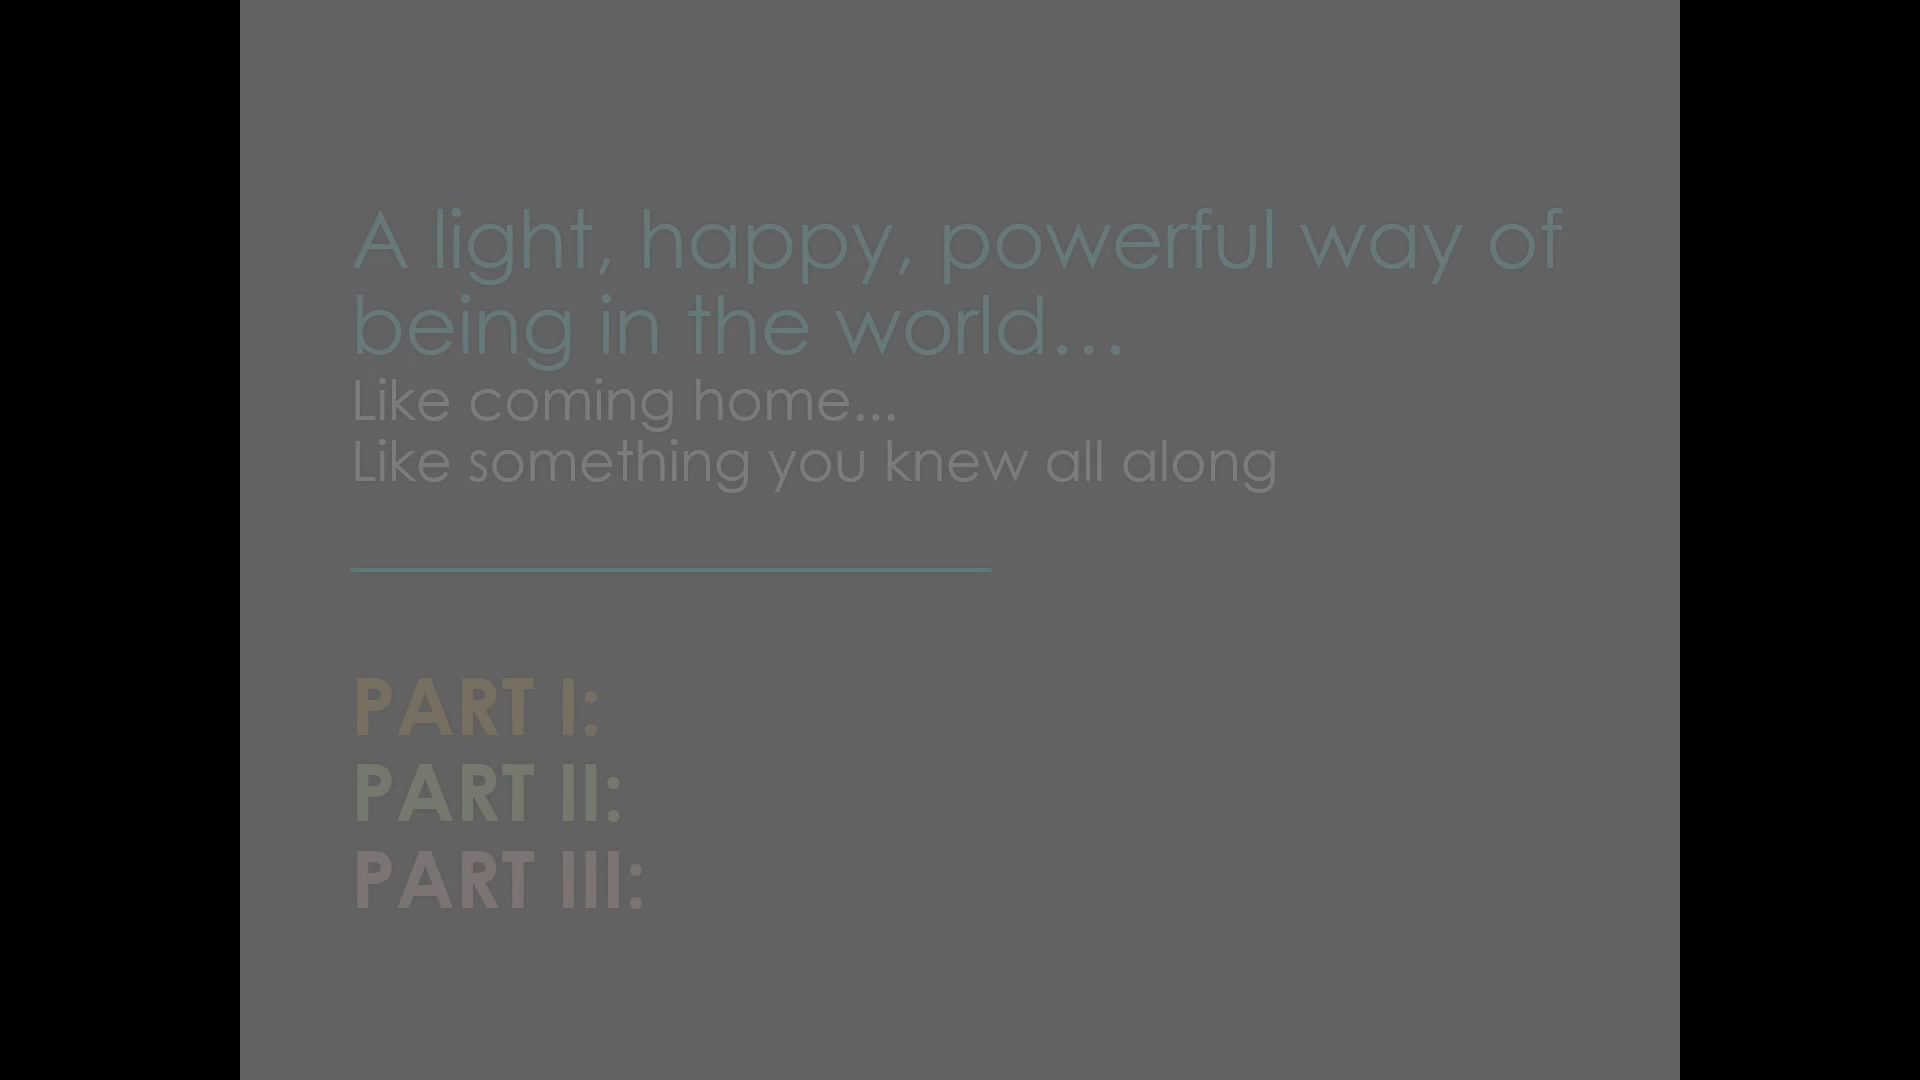 A light, happy, powerful way of
being in the world...
Like coming home...
Like something you knew all along
PART I:
PART II:
PART III: